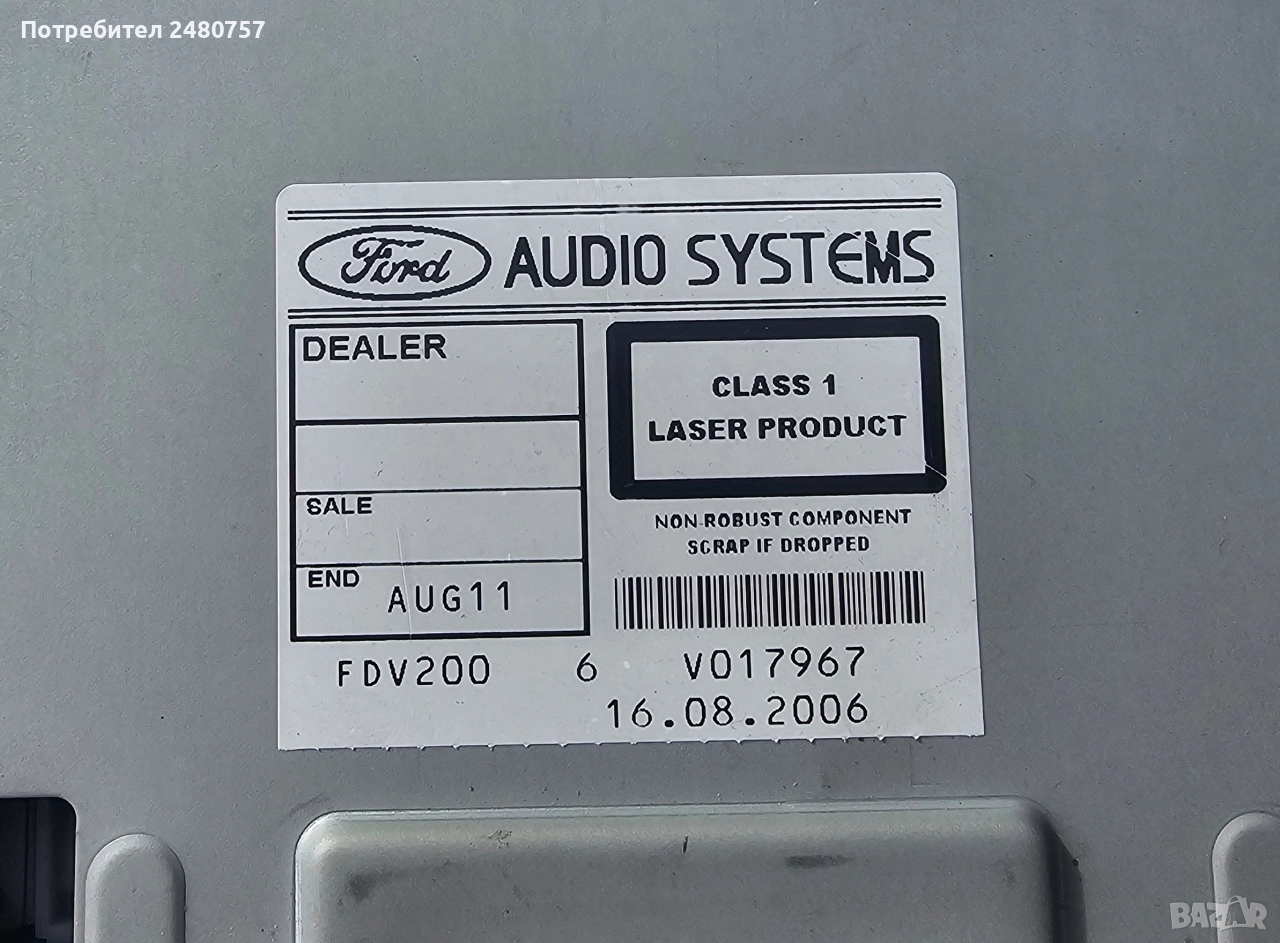 Потребител 2480757
Ford AUDIO SYSTEMS
DEALER
CLASS 1
LASER PRODUCT
SALE
NON-ROBUST COMPONENT
SCRAP IF DROPPED
END AUG11
FDV200 6 V017967
16.08.2006
BAZAR